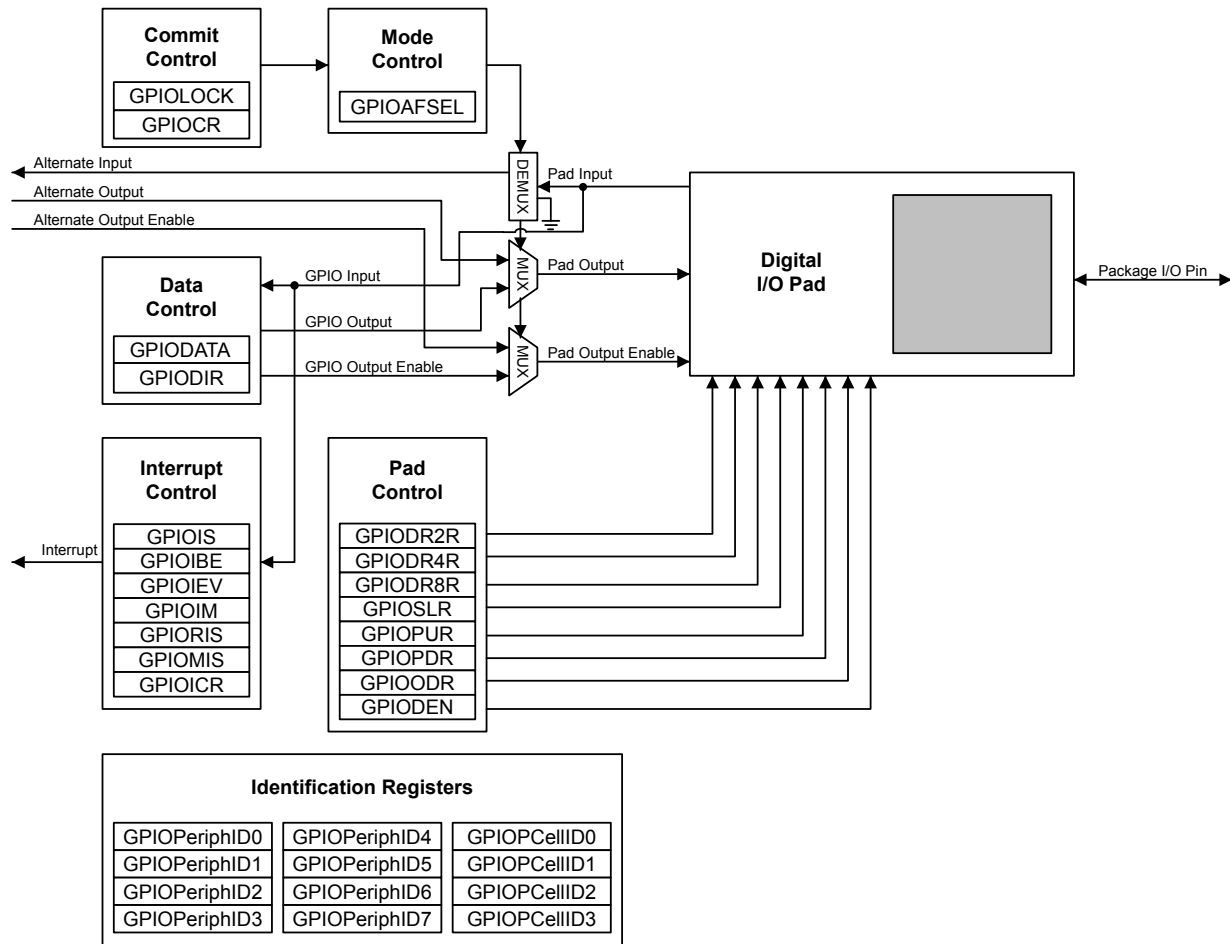 Commit
Control
GPIOLOCK
GPIOCR
Mode
Control
GPIOAFSEL
Alternate Input
Alternate Output
Alternate Output Enable
DEMUX
Pad Input
MUX
Pad Output
MUX
Pad Output Enable
GPIO Input
GPIO Output
GPIO Output Enable
Data
Control
GPIODATA
GPIODIR
Digital
I/O Pad
Package I/O Pin
Interrupt
Control
GPIOIS
GPIOIBE
GPIOIEV
GPIOIM
GPIORIS
GPIOMIS
GPIOICR
Interrupt
Pad
Control
GPIODR2R
GPIODR4R
GPIODR8R
GPIOSLR
GPIOPUR
GPIOPDR
GPIOODR
GPIODEN
Identification Registers
GPIOPeriphID0
GPIOPeriphID1
GPIOPeriphID2
GPIOPeriphID3
GPIOPeriphID4
GPIOPeriphID5
GPIOPeriphID6
GPIOPeriphID7
GPIOPCellID0
GPIOPCellID1
GPIOPCellID2
GPIOPCellID3